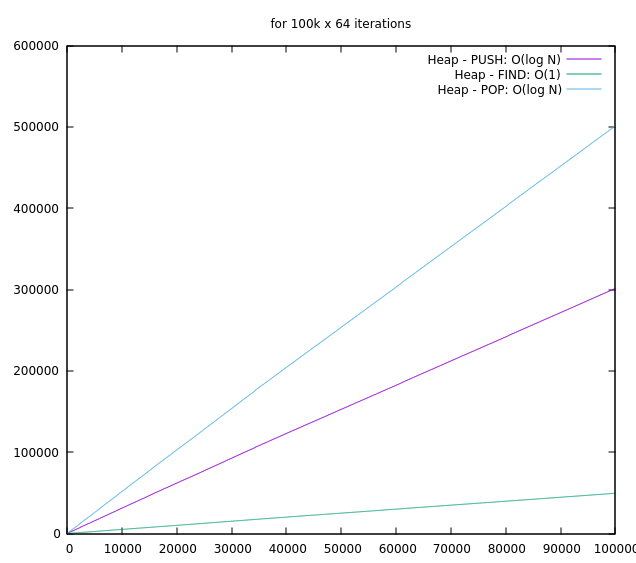 for 100k x 64 iterations
600000
500000
400000
300000
200000
100000
0
Heap - PUSH: O(log N)
Heap - FIND: O(1)
Heap - POP: O(log N)
0 10000 20000 30000 40000 50000 60000 70000 80000 90000 100000